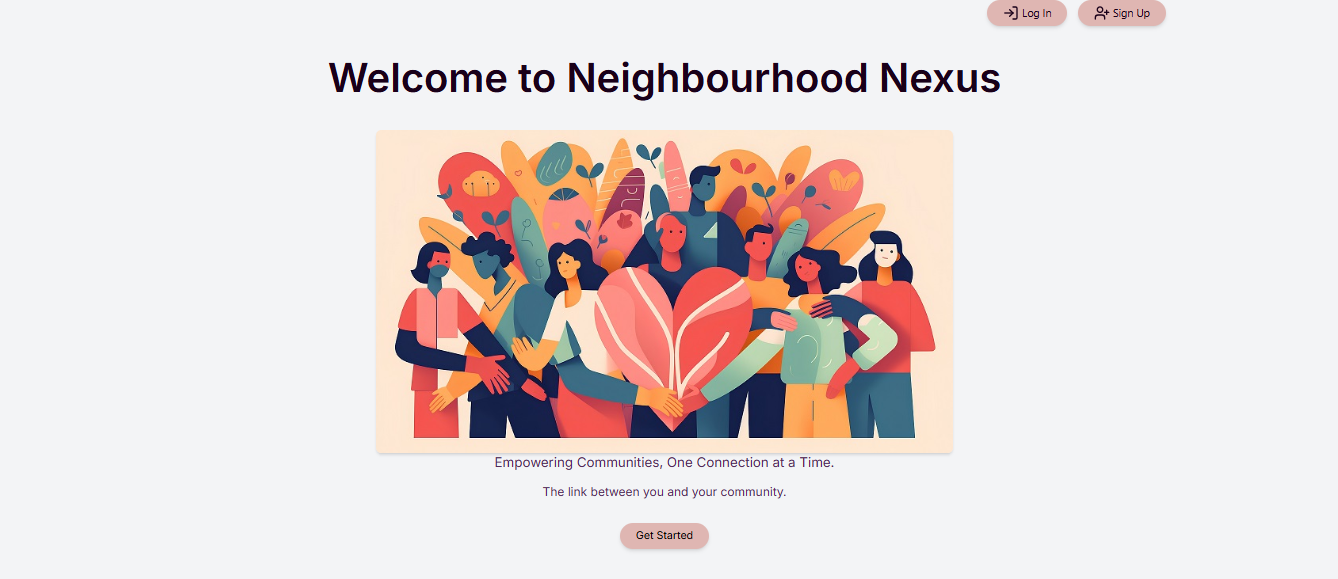 Log In
Sign Up
Welcome to Neighbourhood Nexus
Empowering Communities, One Connection at a Time.
The link between you and your community.
Get Started